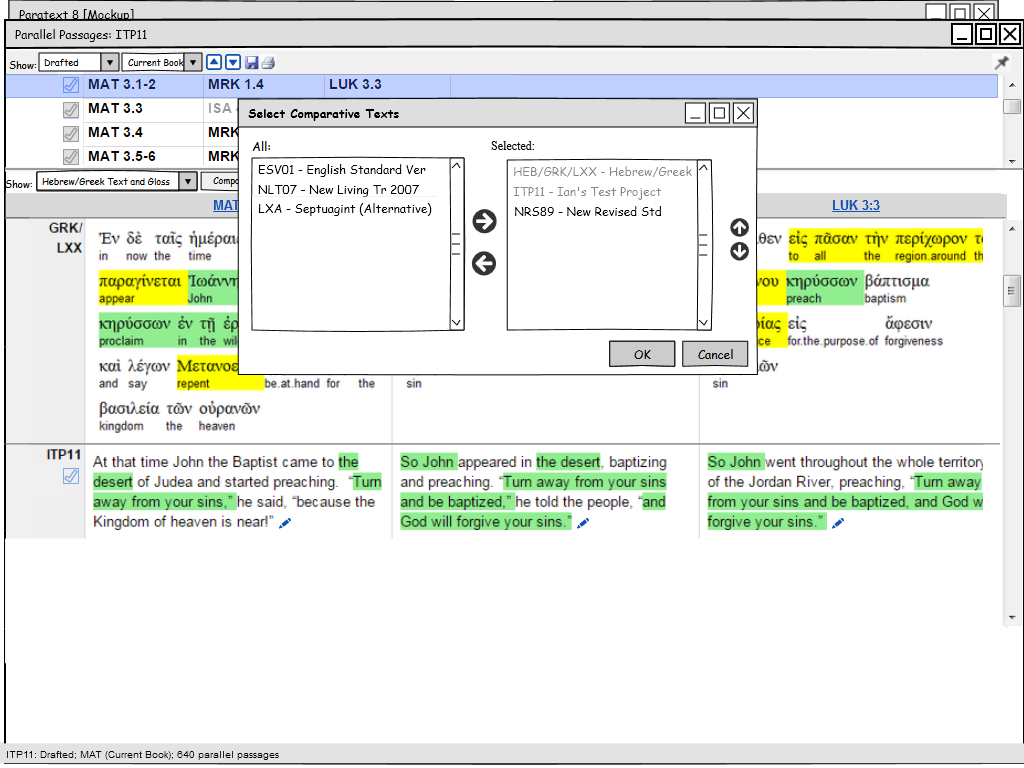 Paratext 8 [Mockup]
Parallel Passages: ITP11
Show: Drafted Current Book
MAT 3.1-2 MRK 1.4 LUK 3.3
MAT 3.3 ISA
MAT 3.4 MRK
MAT 3.5-6 MRK
Show: Hebrew/Greek Text and Gloss Compa
Select Comparative Texts
All:
ESV01 - English Standard Ver
NLT07 - New Living Tr 2007
LXA - Septuagint (Alternative)
Selected:
HEB/GRK/LXX - Hebrew/Greek
ITP11 - Ian's Test Project
NRS89 - New Revised Std
OK Cancel
MAT LUK 3:3
GRK/
LXX
Ἐν δὲ ταῖς ἡμέραι θεν εἰς πᾶσαν τὴν περίχωρον τ
in now the time to all the region.around th
παραγίνεται Ἰωάννη νου κηρύσσων βάπτισμα
appear John preach baptism
κηρύσσων ἐν τῇ ἐρ ίας εἰς ἄφεσιν
proclaim in the wil ce for.the.purpose.of forgiveness
καὶ λέγων Μετανοε ῶν
and say repent be.at.hand for the sin sin
βασιλεία τῶν οὐρανῶν
kingdom the heaven
ITP11
At that time John the Baptist came to the
desert of Judea and started preaching. “Turn
away from your sins,” he said, “because the
Kingdom of heaven is near!”
So John appeared in the desert, baptizing
and preaching. “Turn away from your sins
and be baptized,” he told the people, “and
God will forgive your sins.”
So John went throughout the whole territory
of the Jordan River, preaching, “Turn away
from your sins and be baptized, and God w
forgive your sins.”
ITP11: Drafted; MAT (Current Book); 640 parallel passages